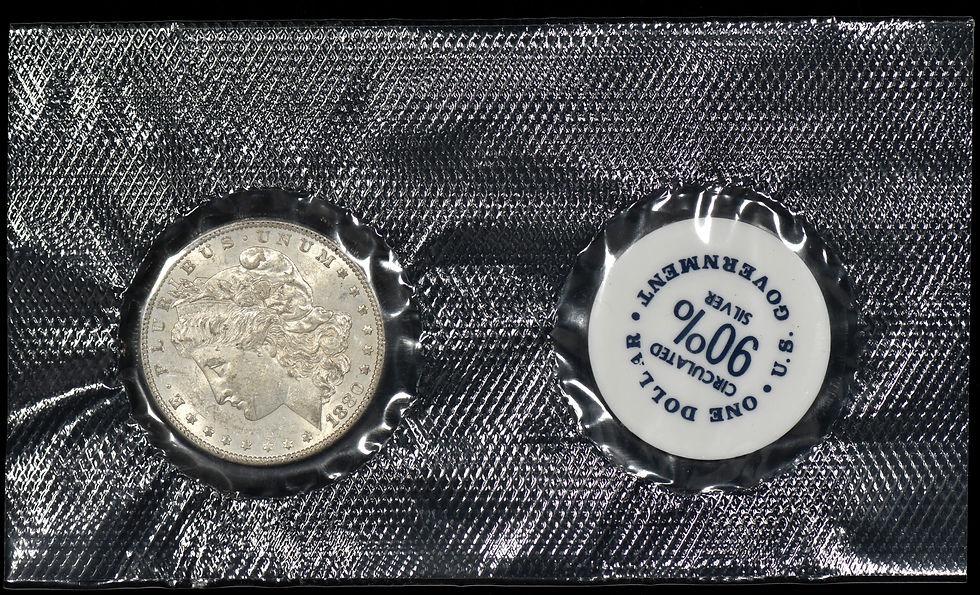 E · PLURIBUS · UNUM
1880
U.S. GOVERNMENT
CIRCULATED
90%
SILVER
ONE DOLLAR